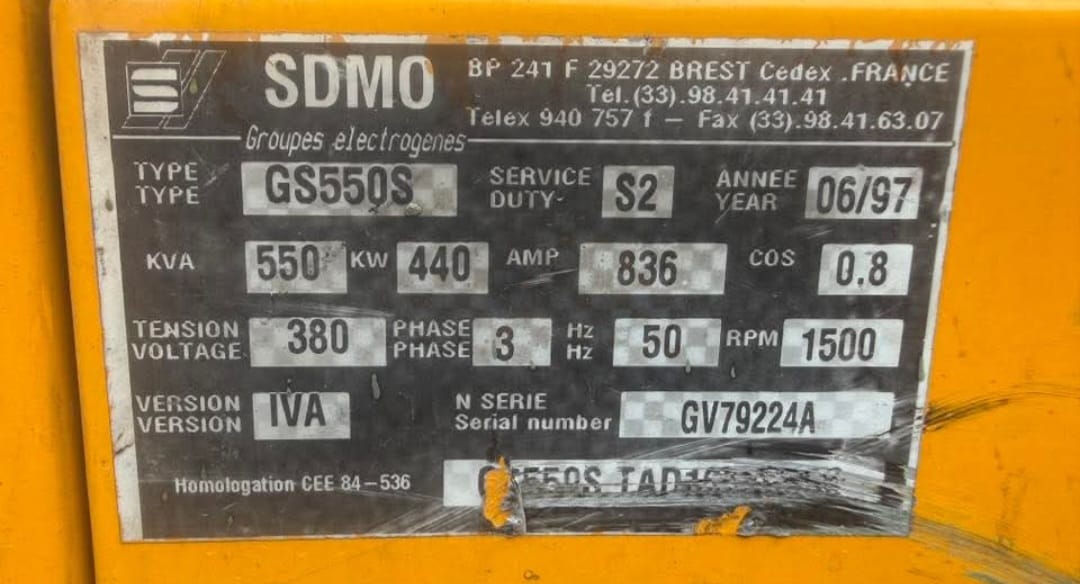 SDMO
BP 241 F 29272 BREST Cedex .FRANCE
Tel.(33).98.41.41.41
Telex 940 757 f — Fax (33).98.41.63.07
Groupes electrogenes
TYPE TYPE GS550S SERVICE DUTY S2 ANNEE YEAR 06/97
KVA 550 KW 440 AMP 836 COS 0.8
TENSION VOLTAGE 380 PHASE PHASE 3 Hz Hz 50 RPM 1500
VERSION VERSION IVA N SERIE Serial number GV79224A
Homologation CEE 84-536